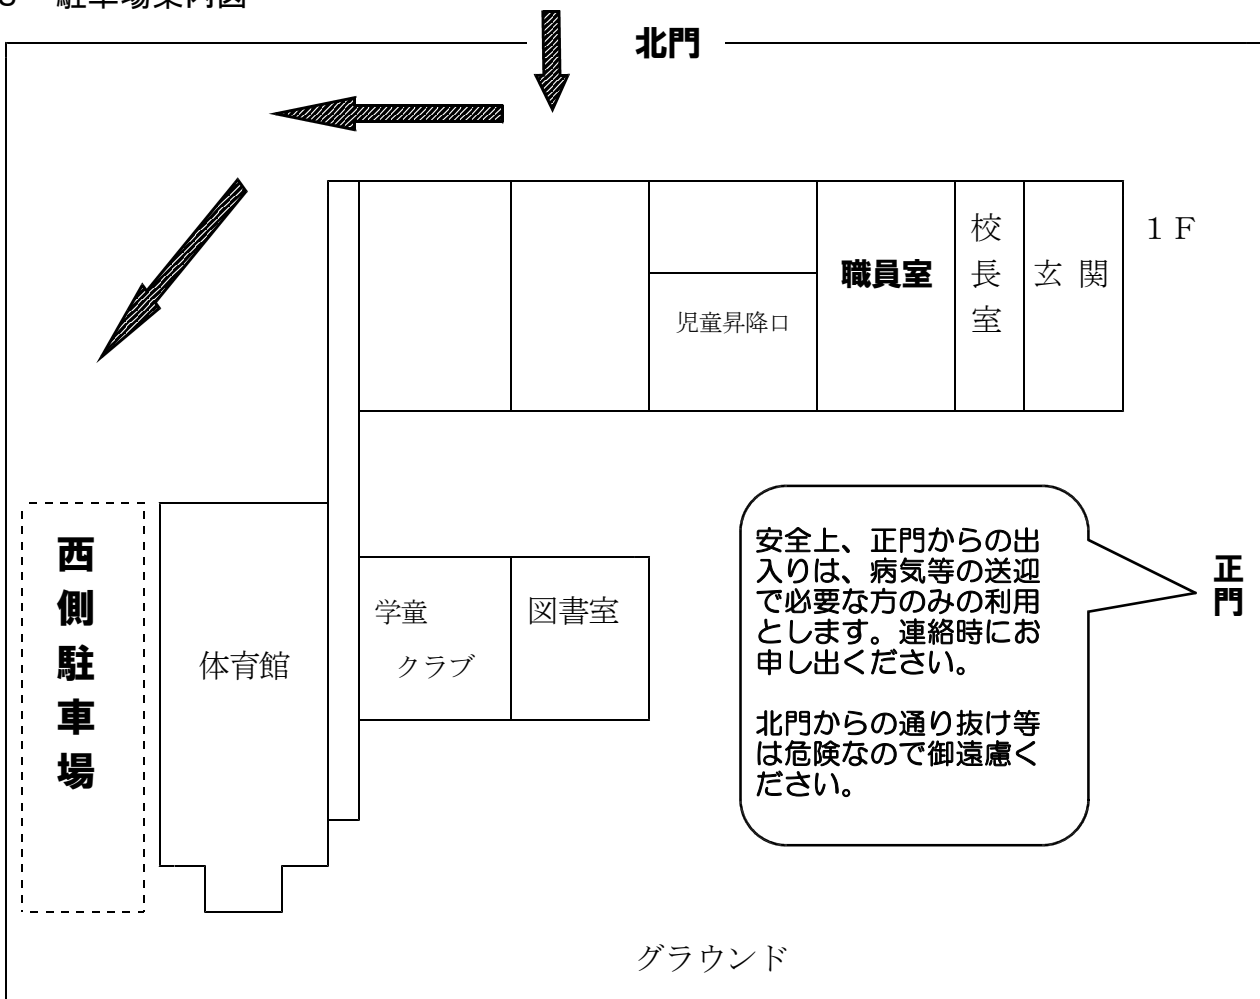 駐車場案内図
北門
1F
校長室
職員室
玄関
児童昇降口
西側駐車場
体育館
学童
クラブ
図書室
安全上、正門からの出
入りは、病気等の送迎
で必要な方のみの利用
とします。連絡時にお
申し出ください。
北門からの通り抜け等
は危険なので御遠慮く
ださい。
正門
グラウンド